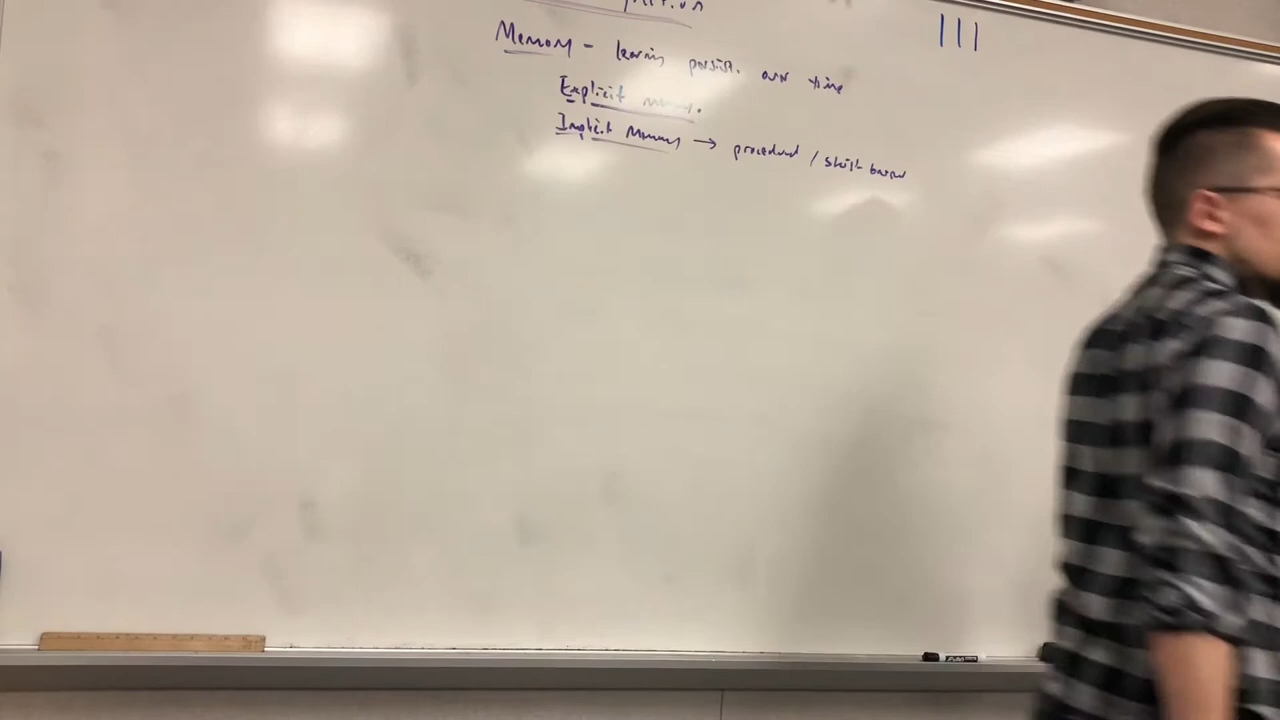 Memory - learning persist. over time
Explicit memory.
Implicit Memory → procedural / skill-based